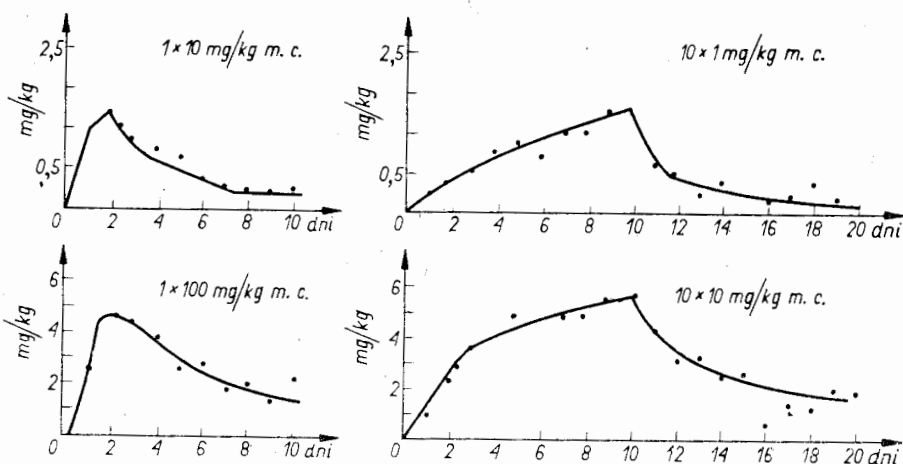 1 × 10 mg/kg m. c.
mg/kg
2,5
0,5
0 2 4 6 8 10 dni
10 × 1 mg/kg m. c.
mg/kg
2,5
0,5
0 2 4 6 8 10 12 14 16 18 20 dni
1 × 100 mg/kg m. c.
mg/kg
6
4
2
0 2 4 6 8 10 dni
10 × 10 mg/kg m. c.
mg/kg
6
4
2
0 2 4 6 8 10 12 14 16 18 20 dni